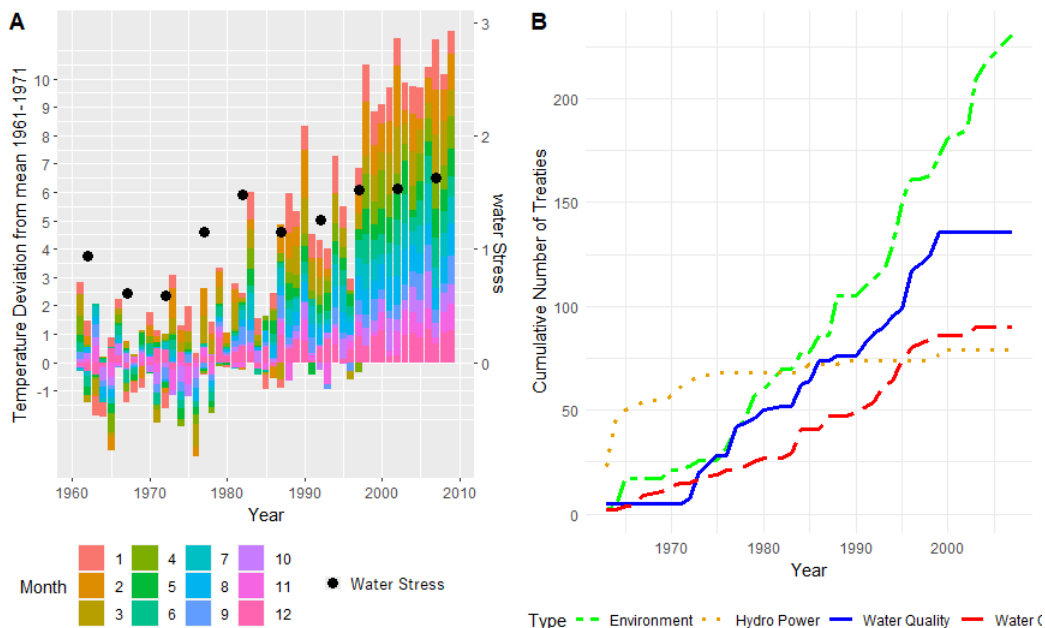 A
Temperature Deviation from mean 1961-1971
10
9
8
7
6
5
4
3
2
1
0
-1
3
2
1
0
water Stress
1960 1970 1980 1990 2000 2010
Year
Month
1 4 7 10
2 5 8 11
3 6 9 12
Water Stress
B
Cumulative Number of Treaties
200
150
100
50
0
1970 1980 1990 2000
Year
Type Environment Hydro Power Water Quality Water